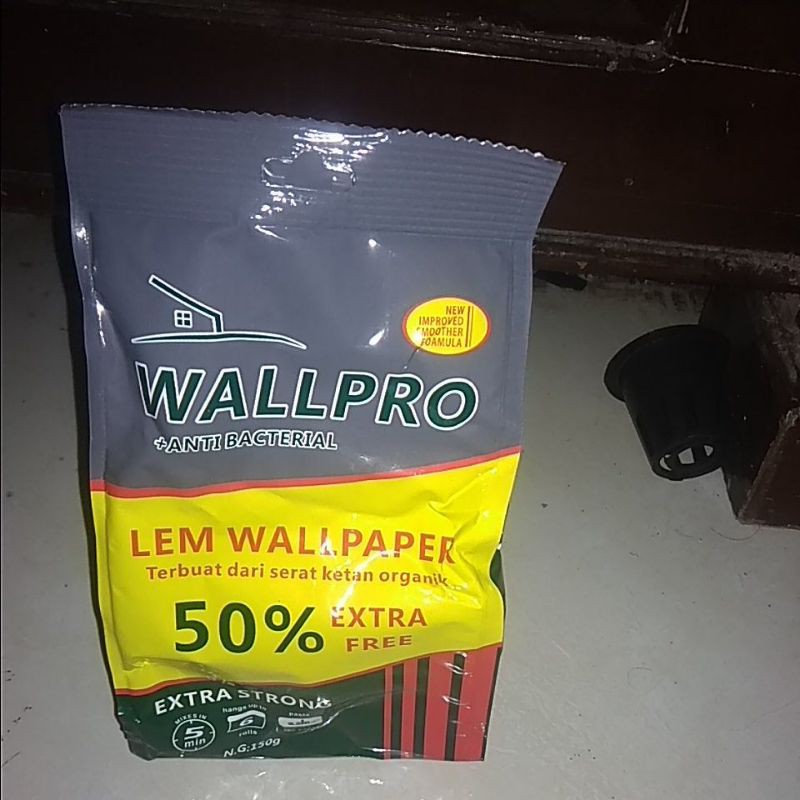 NEW
IMPROVED
SMOOTHER
FOAMULA
WALLPRO
+ANTI BACTERIAL
LEM WALLPAPER
Terbuat dari serat ketan organik
50% EXTRA
FREE
EXTRA STRONG
MIXES IN
5
min
hangs up to
6
rolls
N.G:150g